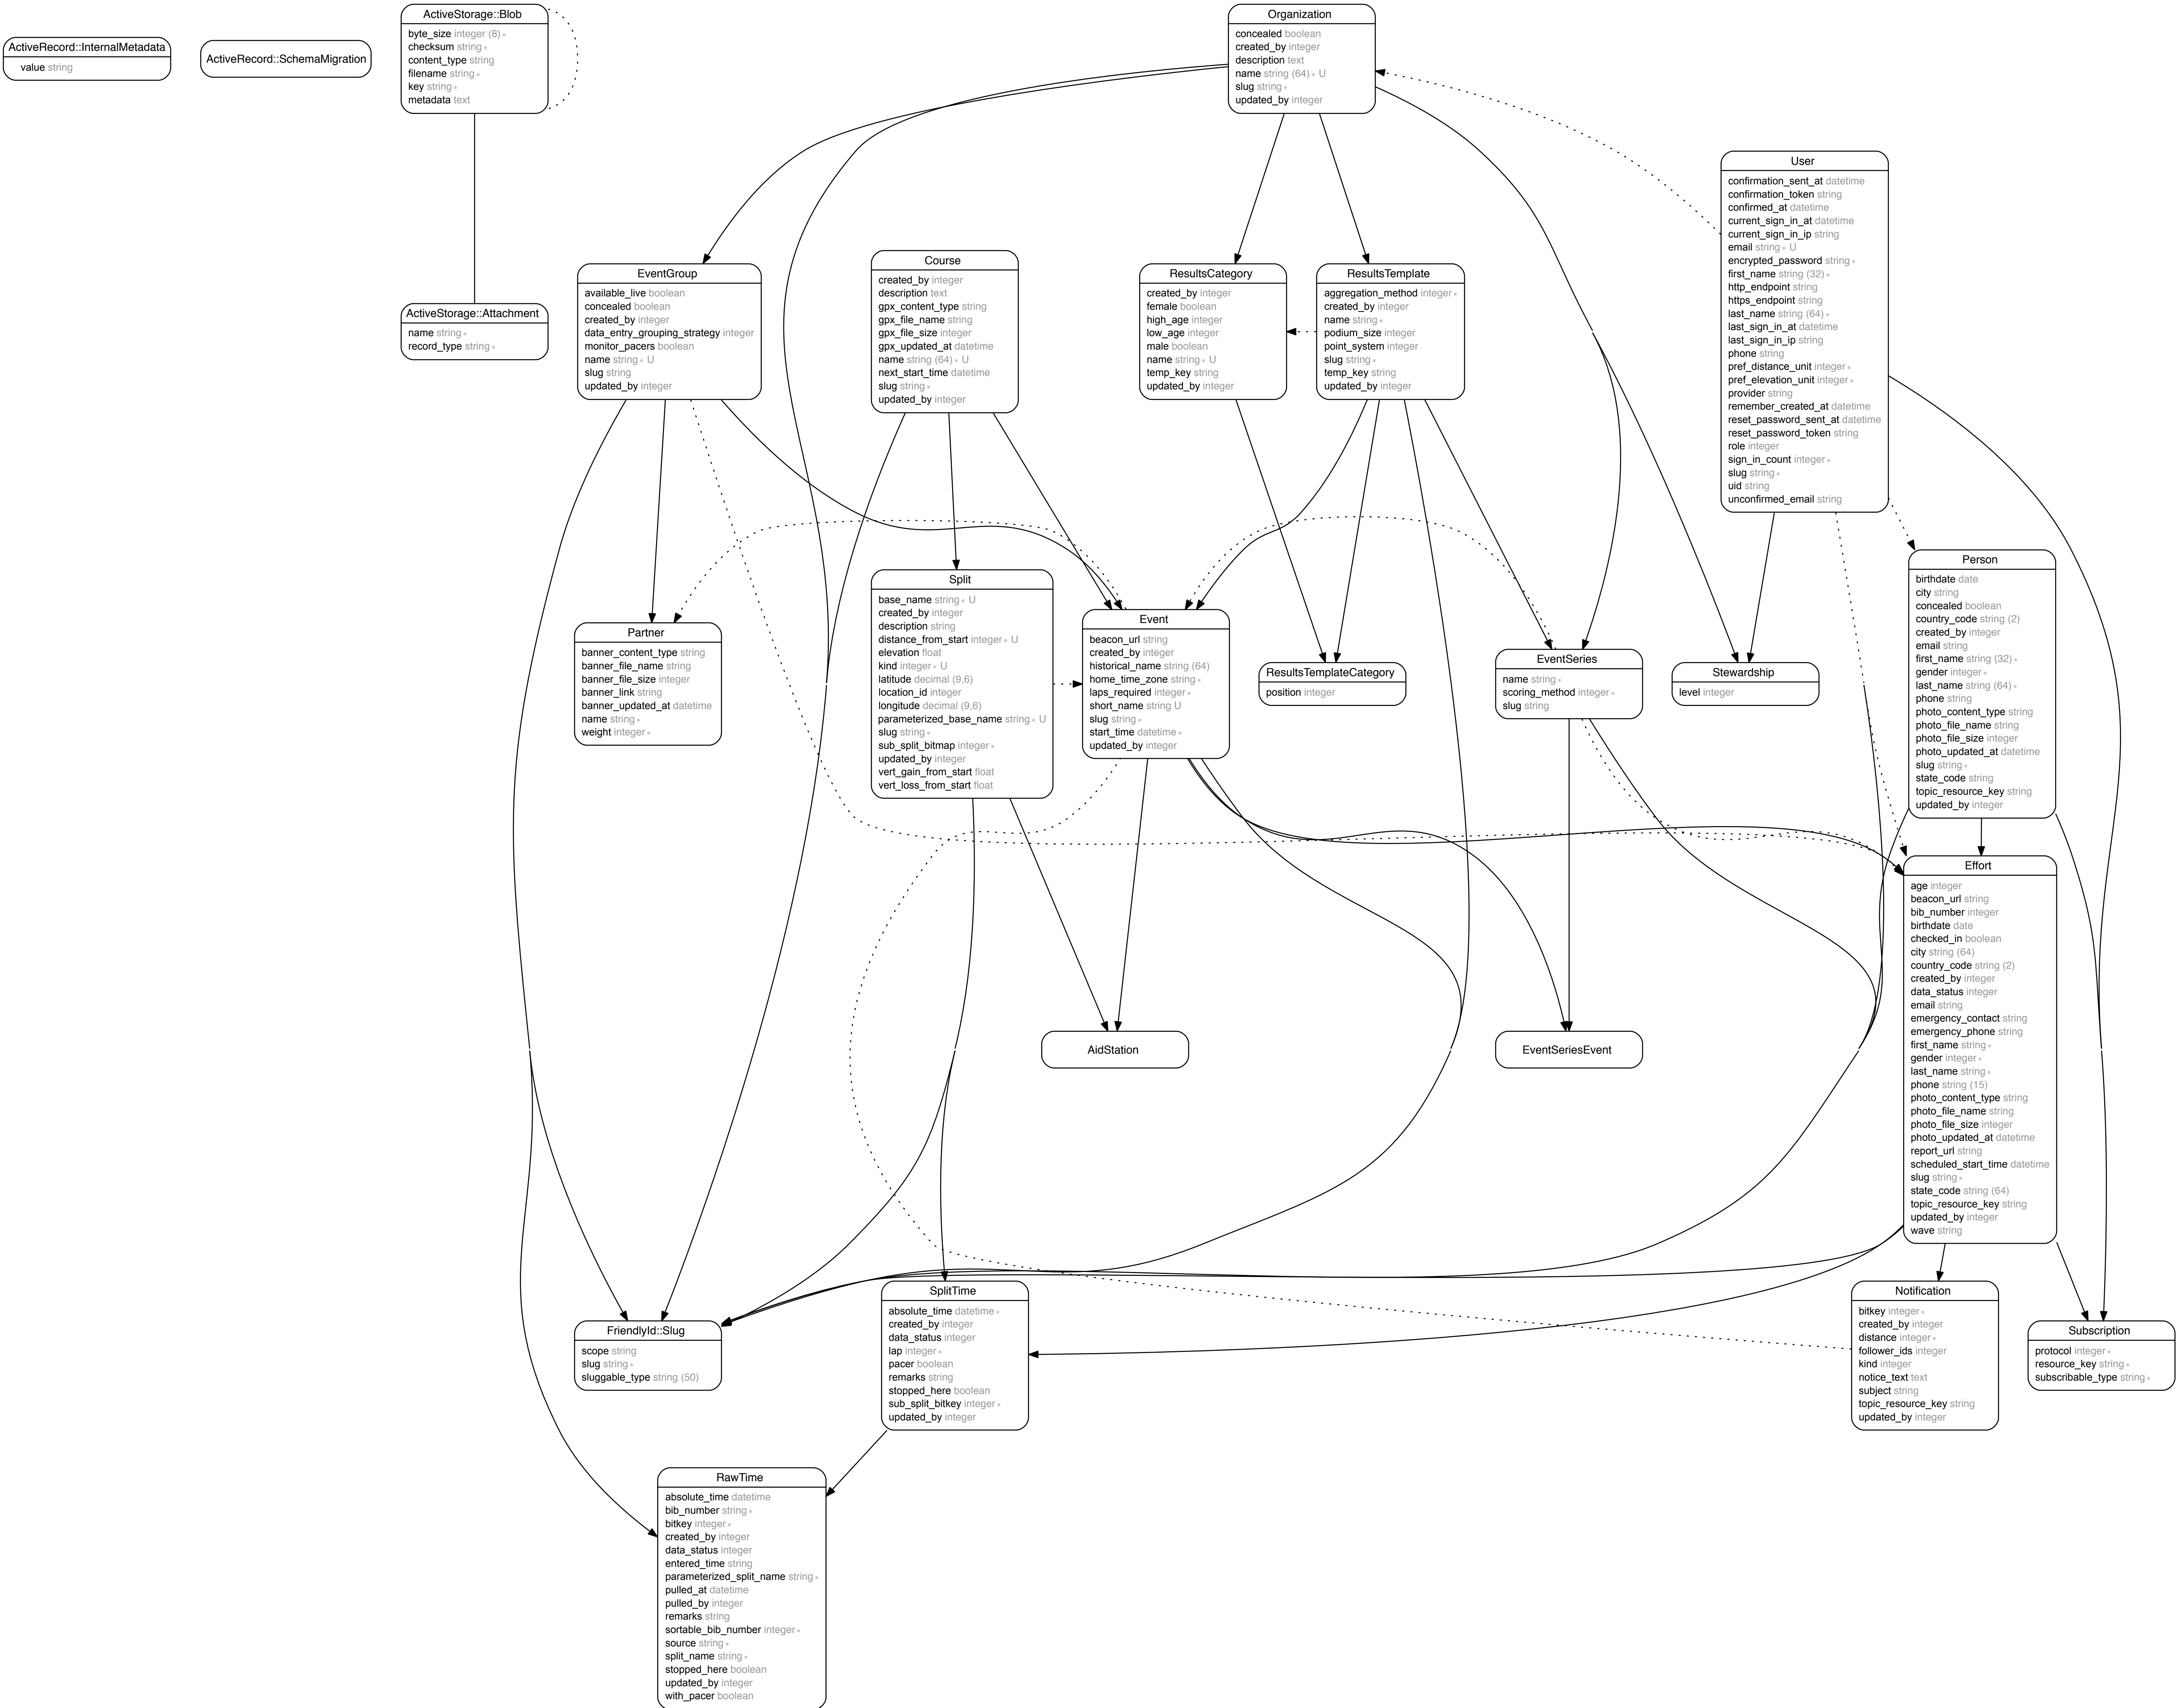 ActiveRecord::InternalMetadata
value string
ActiveRecord::SchemaMigration
ActiveStorage::Blob
byte_size integer (8) ∗
checksum string ∗
content_type string
filename string ∗
key string ∗
metadata text
Organization
concealed boolean
created_by integer
description text
name string (64) ∗ U
slug string ∗
updated_by integer
User
confirmation_sent_at datetime
confirmation_token string
confirmed_at datetime
current_sign_in_at datetime
current_sign_in_ip string
email string ∗ U
encrypted_password string ∗
first_name string (32) ∗
http_endpoint string
https_endpoint string
last_name string (64) ∗
last_sign_in_at datetime
last_sign_in_ip string
phone string
pref_distance_unit integer ∗
pref_elevation_unit integer ∗
provider string
remember_created_at datetime
reset_password_sent_at datetime
reset_password_token string
role integer
sign_in_count integer ∗
slug string ∗
uid string
unconfirmed_email string
ActiveStorage::Attachment
name string ∗
record_type string ∗
EventGroup
available_live boolean
concealed boolean
created_by integer
data_entry_grouping_strategy integer
monitor_pacers boolean
name string ∗ U
slug string
updated_by integer
Course
created_by integer
description text
gpx_content_type string
gpx_file_name string
gpx_file_size integer
gpx_updated_at datetime
name string (64) ∗ U
next_start_time datetime
slug string ∗
updated_by integer
ResultsCategory
created_by integer
female boolean
high_age integer
low_age integer
male boolean
name string ∗ U
temp_key string
updated_by integer
ResultsTemplate
aggregation_method integer ∗
created_by integer
name string ∗
podium_size integer
point_system integer
slug string ∗
temp_key string
updated_by integer
Partner
banner_content_type string
banner_file_name string
banner_file_size integer
banner_link string
banner_updated_at datetime
name string ∗
weight integer ∗
Split
base_name string ∗ U
created_by integer
description string
distance_from_start integer ∗ U
elevation float
kind integer ∗ U
latitude decimal (9,6)
location_id integer
longitude decimal (9,6)
parameterized_base_name string ∗ U
slug string ∗
sub_split_bitmap integer ∗
updated_by integer
vert_gain_from_start float
vert_loss_from_start float
Event
beacon_url string
created_by integer
historical_name string (64)
home_time_zone string ∗
laps_required integer ∗
short_name string U
slug string ∗
start_time datetime ∗
updated_by integer
ResultsTemplateCategory
position integer
EventSeries
name string ∗
scoring_method integer ∗
slug string
Stewardship
level integer
Person
birthdate date
city string
concealed boolean
country_code string (2)
created_by integer
email string
first_name string (32) ∗
gender integer ∗
last_name string (64) ∗
phone string
photo_content_type string
photo_file_name string
photo_file_size integer
photo_updated_at datetime
slug string ∗
state_code string
topic_resource_key string
updated_by integer
AidStation
EventSeriesEvent
Effort
age integer
beacon_url string
bib_number integer
birthdate date
checked_in boolean
city string (64)
country_code string (2)
created_by integer
data_status integer
email string
emergency_contact string
emergency_phone string
first_name string ∗
gender integer ∗
last_name string ∗
phone string (15)
photo_content_type string
photo_file_name string
photo_file_size integer
photo_updated_at datetime
report_url string
scheduled_start_time datetime
slug string ∗
state_code string (64)
topic_resource_key string
updated_by integer
wave string
FriendlyId::Slug
scope string
slug string ∗
sluggable_type string (50)
SplitTime
absolute_time datetime ∗
created_by integer
data_status integer
lap integer ∗
pacer boolean
remarks string
stopped_here boolean
sub_split_bitkey integer ∗
updated_by integer
Notification
bitkey integer ∗
created_by integer
distance integer ∗
follower_ids integer
kind integer
notice_text text
subject string
topic_resource_key string
updated_by integer
Subscription
protocol integer ∗
resource_key string ∗
subscribable_type string ∗
RawTime
absolute_time datetime
bib_number string ∗
bitkey integer ∗
created_by integer
data_status integer
entered_time string
parameterized_split_name string ∗
pulled_at datetime
pulled_by integer
remarks string
sortable_bib_number integer ∗
source string ∗
split_name string ∗
stopped_here boolean
updated_by integer
with_pacer boolean